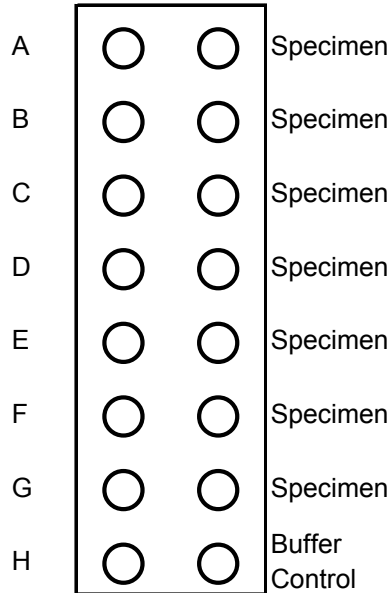 A Specimen
B Specimen
C Specimen
D Specimen
E Specimen
F Specimen
G Specimen
H Buffer
Control